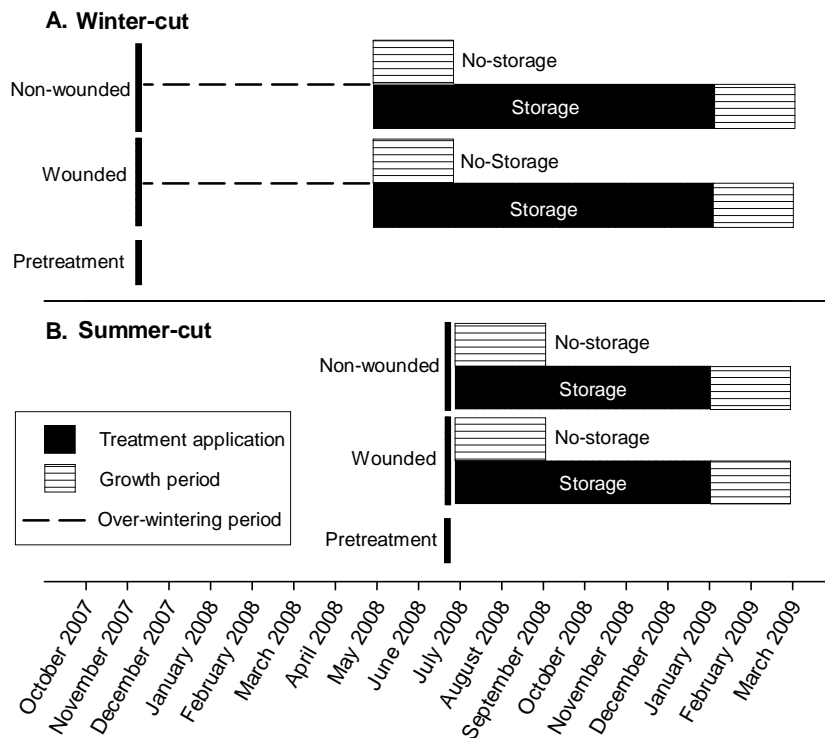 A. Winter-cut
No-storage
Non-wounded
Storage
No-Storage
Wounded
Storage
Pretreatment
B. Summer-cut
No-storage
Non-wounded
Storage
No-storage
Wounded
Storage
Pretreatment
Treatment application
Growth period
Over-wintering period
October 2007
November 2007
December 2007
January 2008
February 2008
March 2008
April 2008
May 2008
June 2008
July 2008
August 2008
September 2008
October 2008
November 2008
December 2008
January 2009
February 2009
March 2009